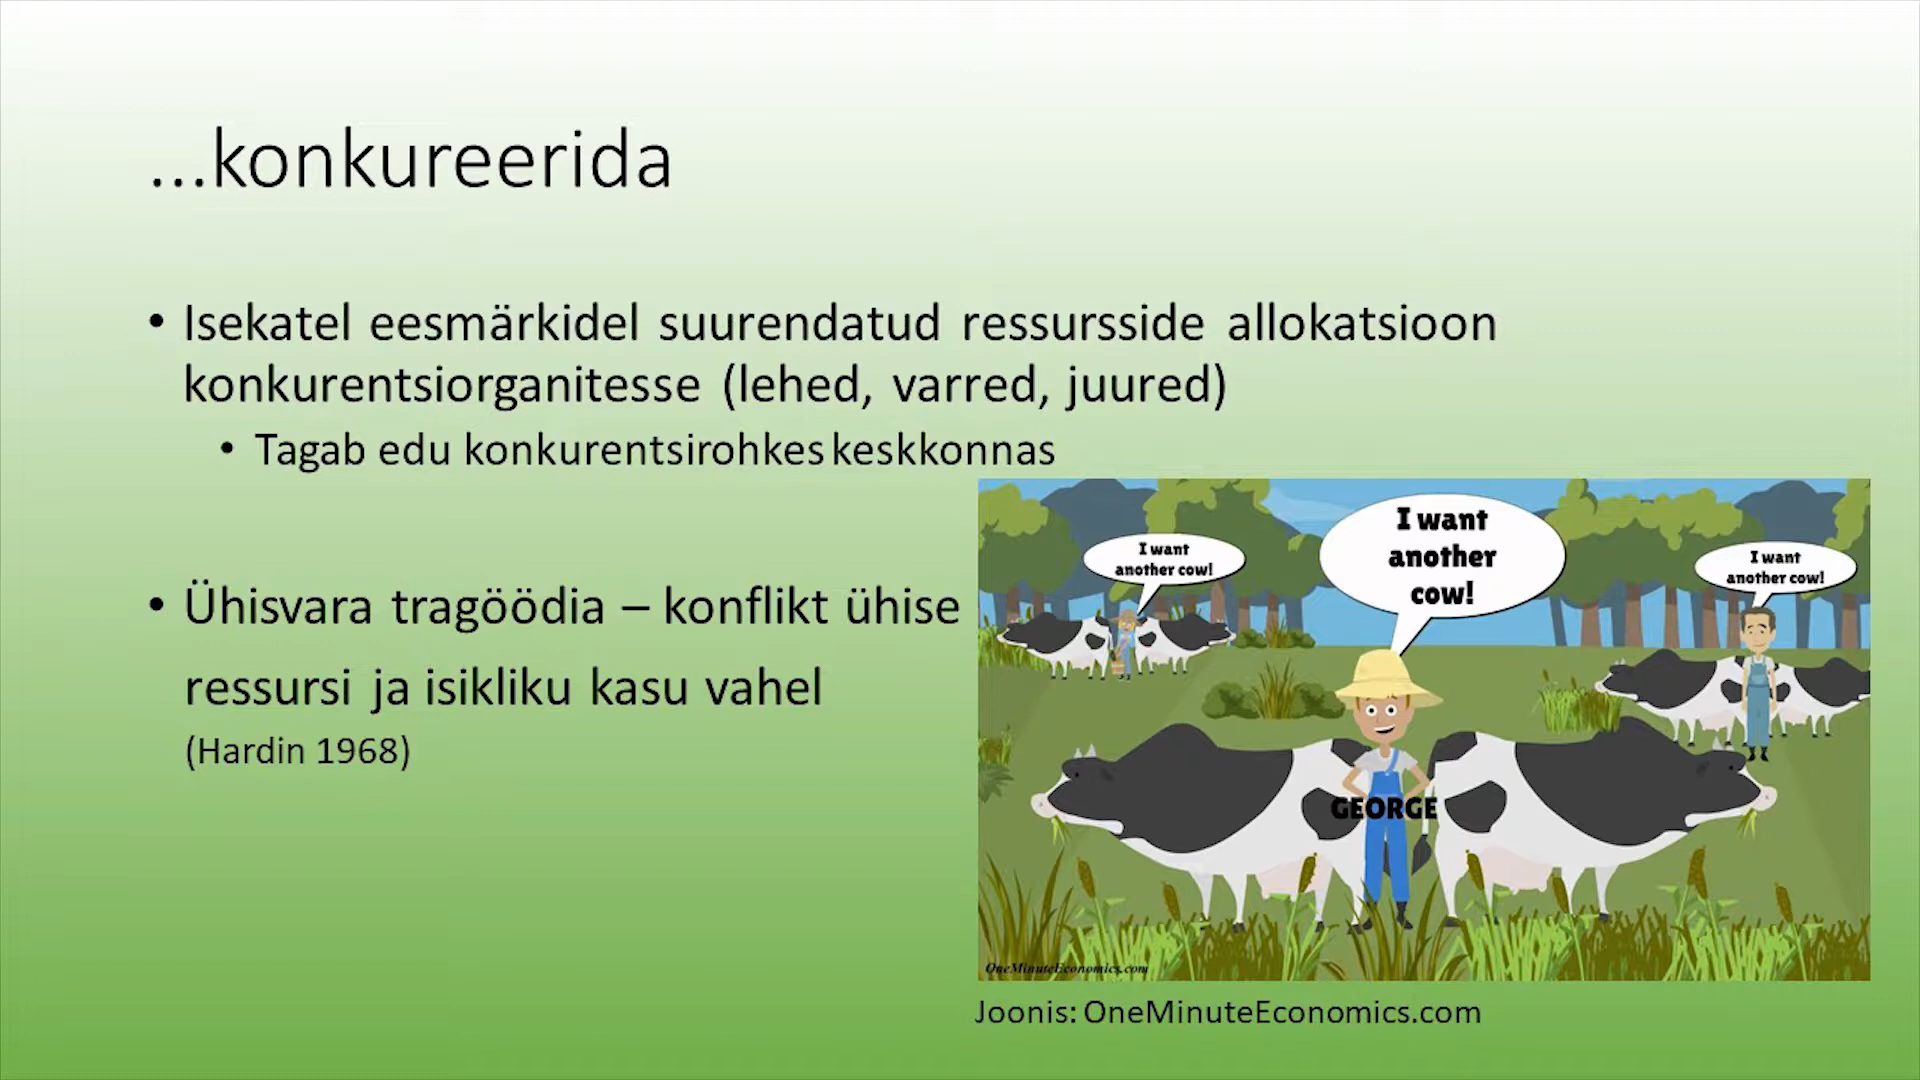 ...konkureerida
• Isekatel eesmärkidel suurendatud ressursside allokatsioon
konkurentsiorganitesse (lehed, varred, juured)
• Tagab edu konkurentsirohkes keskkonnas
• Ühisvara tragöödia – konflikt ühise
ressursi ja isikliku kasu vahel
(Hardin 1968)
I want
another cow!
I want
another
cow!
I want
another cow!
GEORGE
OneMinuteEconomics.com
Joonis: OneMinuteEconomics.com